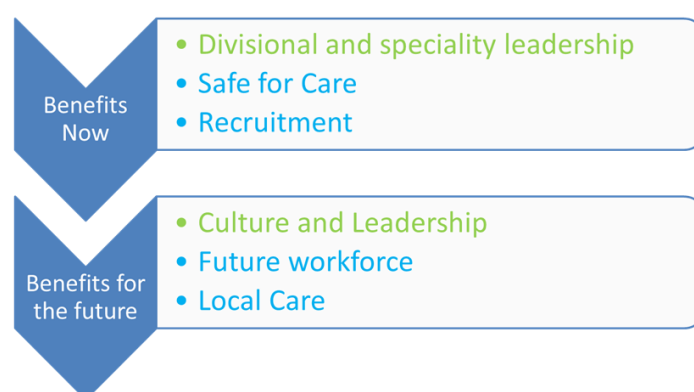 Benefits
Now
• Divisional and speciality leadership
• Safe for Care
• Recruitment
Benefits for
the future
• Culture and Leadership
• Future workforce
• Local Care